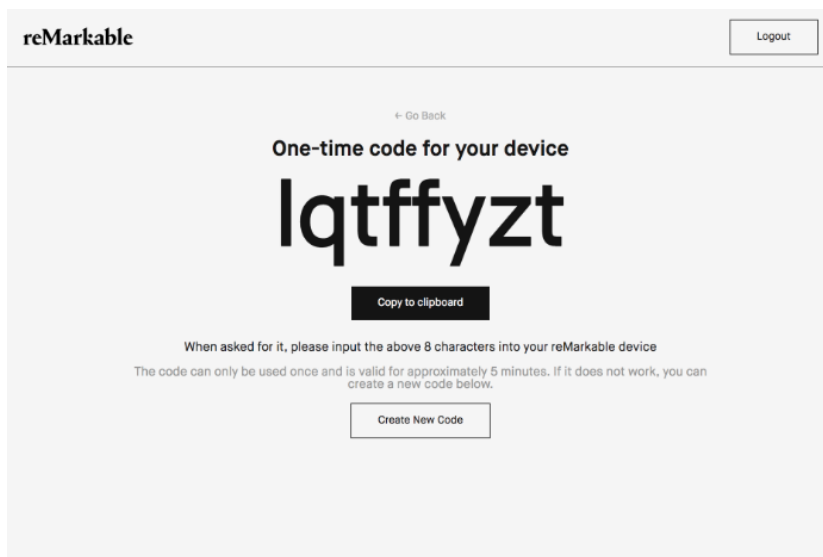 reMarkable
Logout
← Go Back
One-time code for your device
lqtffyzt
Copy to clipboard
When asked for it, please input the above 8 characters into your reMarkable device
The code can only be used once and is valid for approximately 5 minutes. If it does not work, you can
create a new code below.
Create New Code